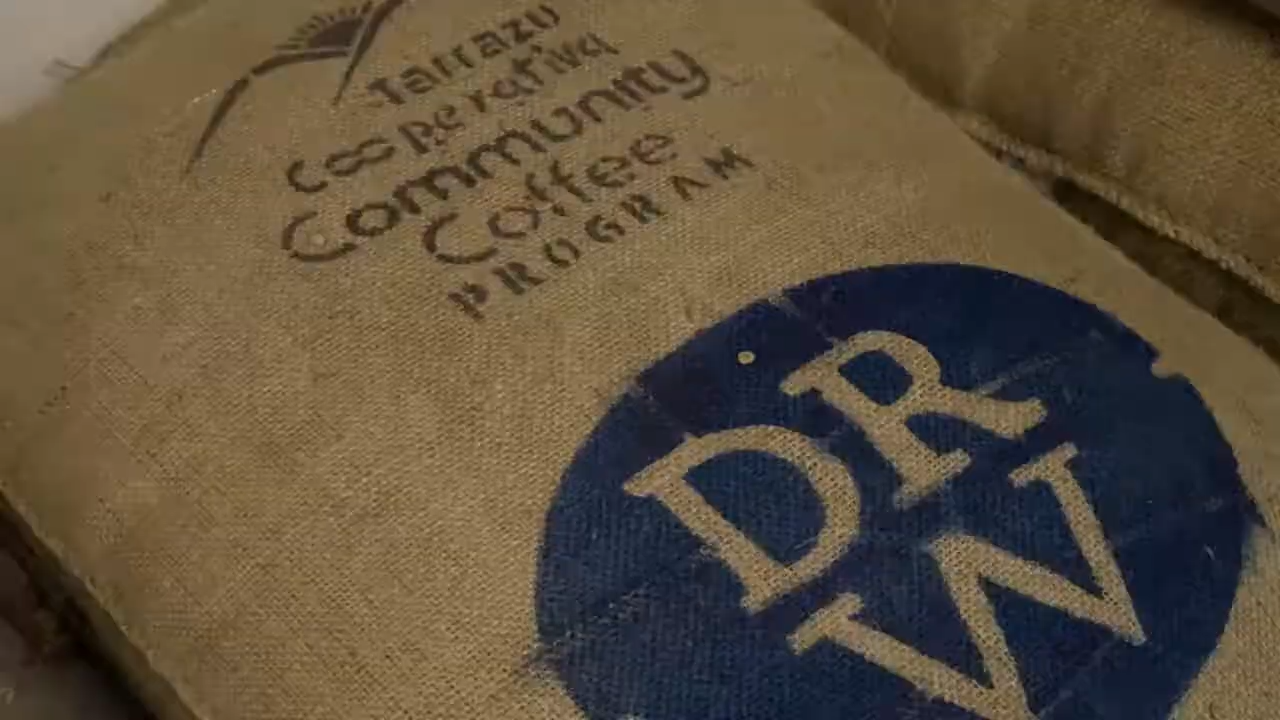 Tarrazu
Cooperativa
Community
Coffee
PROGRAM
DR
W